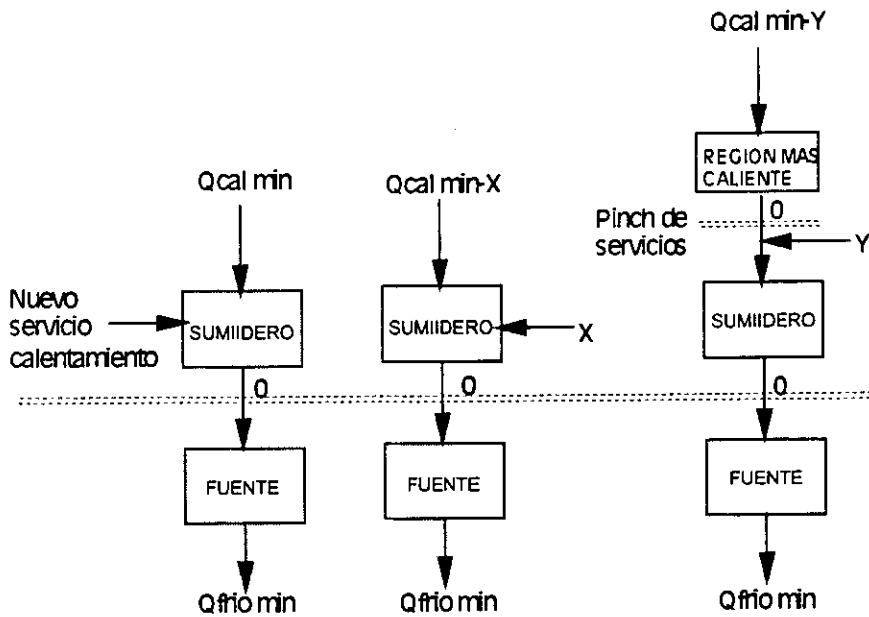 Qcal min-Y
REGION MAS
CALIENTE
0
Pinch de
servicios
Y
Qcal min
Qcal min-X
Nuevo
servicio
calentamiento
SUMIIDERO
SUMIIDERO
X
SUMIIDERO
0
0
0
FUENTE
FUENTE
FUENTE
Qfrio min
Qfrio min
Qfrio min